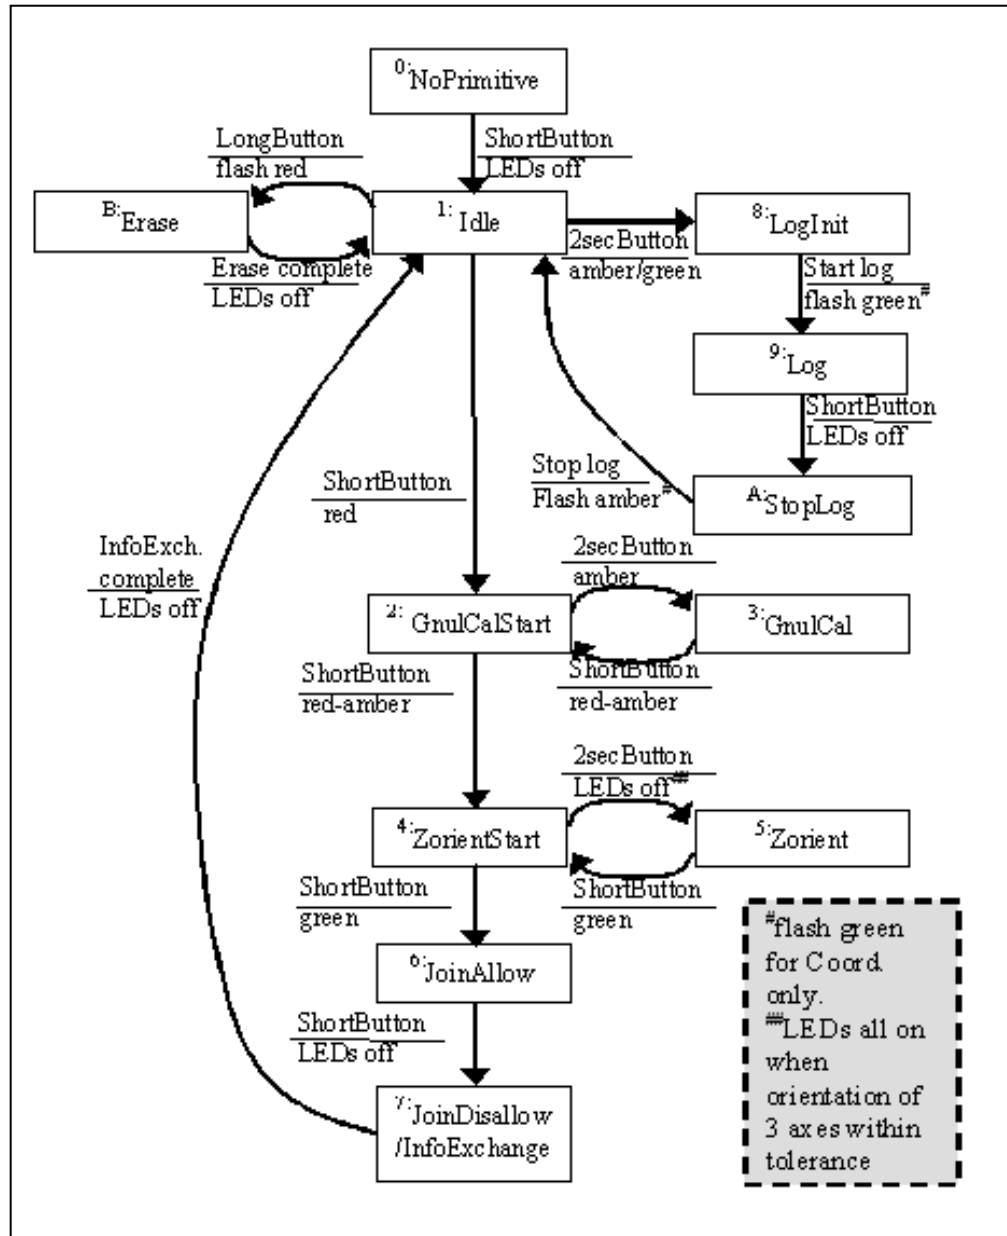 0:NoPrimitive
LongButton
flash red
ShortButton
LEDs off
B:Erase
1: Idle
8:LogInit
Erase complete
LEDs off
2secButton
amber/green
Start log
flash green#
9:Log
ShortButton
LEDs off
Stop log
Flash amber#
A:StopLog
ShortButton
red
InfoExch.
complete
LEDs off
2secButton
amber
2: GnulCalStart
3:GnulCal
ShortButton
red-amber
ShortButton
red-amber
2secButton
LEDs off##
4:ZorientStart
5:Zorient
ShortButton
green
ShortButton
green
6:JoinAllow
ShortButton
LEDs off
7:JoinDisallow
/InfoExchange
#flash green
for Coord.
only.
##LEDs all on
when
orientation of
3 axes within
tolerance